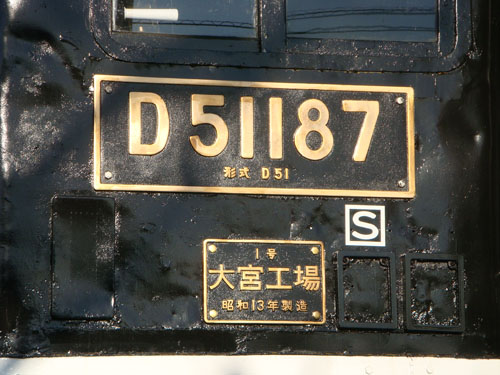 D51187
形式 D51
S
1号
大宮工場
昭和13年製造